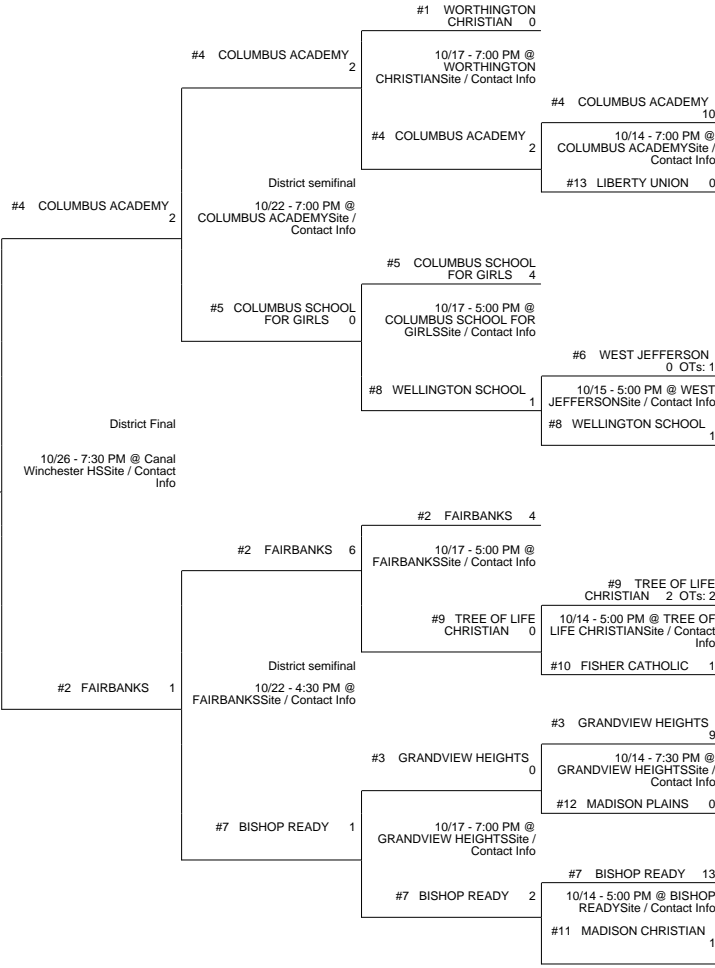 #1 WORTHINGTON
CHRISTIAN 0
#4 COLUMBUS ACADEMY
2
10/17 - 7:00 PM @
WORTHINGTON
CHRISTIANSite / Contact Info
#4 COLUMBUS ACADEMY
10
#4 COLUMBUS ACADEMY
2
10/14 - 7:00 PM @
COLUMBUS ACADEMYSite /
Contact Info
#13 LIBERTY UNION 0
District semifinal
10/22 - 7:00 PM @
COLUMBUS ACADEMYSite /
Contact Info
#4 COLUMBUS ACADEMY
2
#5 COLUMBUS SCHOOL
FOR GIRLS 4
#5 COLUMBUS SCHOOL
FOR GIRLS 0
10/17 - 5:00 PM @
COLUMBUS SCHOOL FOR
GIRLSSite / Contact Info
#6 WEST JEFFERSON
0 OTs: 1
#8 WELLINGTON SCHOOL
1
10/15 - 5:00 PM @ WEST
JEFFERSONSite / Contact Info
#8 WELLINGTON SCHOOL
1
District Final
10/26 - 7:30 PM @ Canal
Winchester HSSite / Contact
Info
#2 FAIRBANKS 4
#2 FAIRBANKS 6
10/17 - 5:00 PM @
FAIRBANKSSite / Contact Info
#9 TREE OF LIFE
CHRISTIAN 2 OTs: 2
#9 TREE OF LIFE
CHRISTIAN 0
10/14 - 5:00 PM @ TREE OF
LIFE CHRISTIANSite / Contact
Info
#10 FISHER CATHOLIC 1
District semifinal
10/22 - 4:30 PM @
FAIRBANKSSite / Contact Info
#2 FAIRBANKS 1
#3 GRANDVIEW HEIGHTS
9
#3 GRANDVIEW HEIGHTS
0
10/14 - 7:30 PM @
GRANDVIEW HEIGHTSSite /
Contact Info
#12 MADISON PLAINS 0
#7 BISHOP READY 1
10/17 - 7:00 PM @
GRANDVIEW HEIGHTSSite /
Contact Info
#7 BISHOP READY 13
#7 BISHOP READY 2
10/14 - 5:00 PM @ BISHOP
READYSite / Contact Info
#11 MADISON CHRISTIAN
1